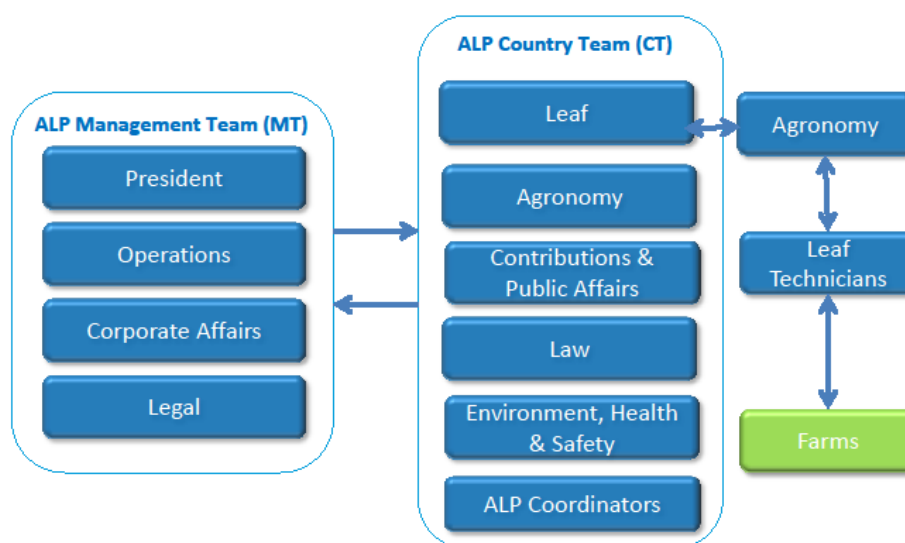 ALP Management Team (MT)
President
Operations
Corporate Affairs
Legal
ALP Country Team (CT)
Leaf
Agronomy
Contributions &
Public Affairs
Law
Environment, Health
& Safety
ALP Coordinators
Agronomy
Leaf
Technicians
Farms